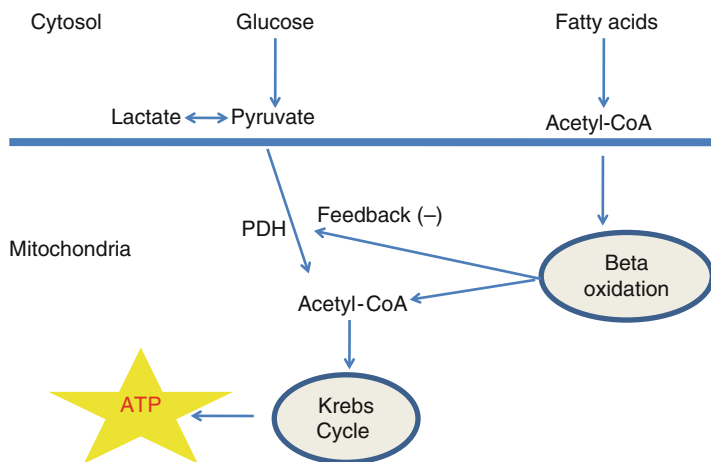 Cytosol
Glucose
Fatty acids
Lactate
Pyruvate
Acetyl-CoA
PDH
Feedback (–)
Mitochondria
Beta
oxidation
Acetyl-CoA
ATP
Krebs
Cycle